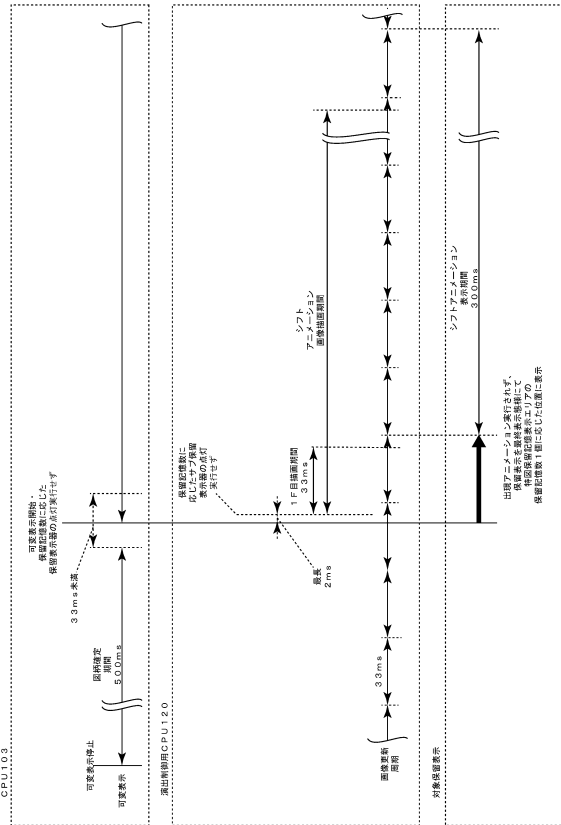 CPU103
可変表示停止
可変表示
図柄確定
期間
500ms
33ms未満
可変表示開始・
保留記憶数に応じた
保留表示器の点灯実行せず
演出制御用CPU120
最長
2ms
保留記憶数に
応じたサブ保留
表示器の点灯
実行せず
1F目描画期間
33ms
シフト
アニメーション
画像描画期間
画像更新
周期
33ms
対象保留表示
シフトアニメーション
表示期間
300ms
出現アニメーション実行されず、
保留表示を最終表示態様にて
特図保留記憶表示エリアの
保留記憶数1個に応じた位置に表示